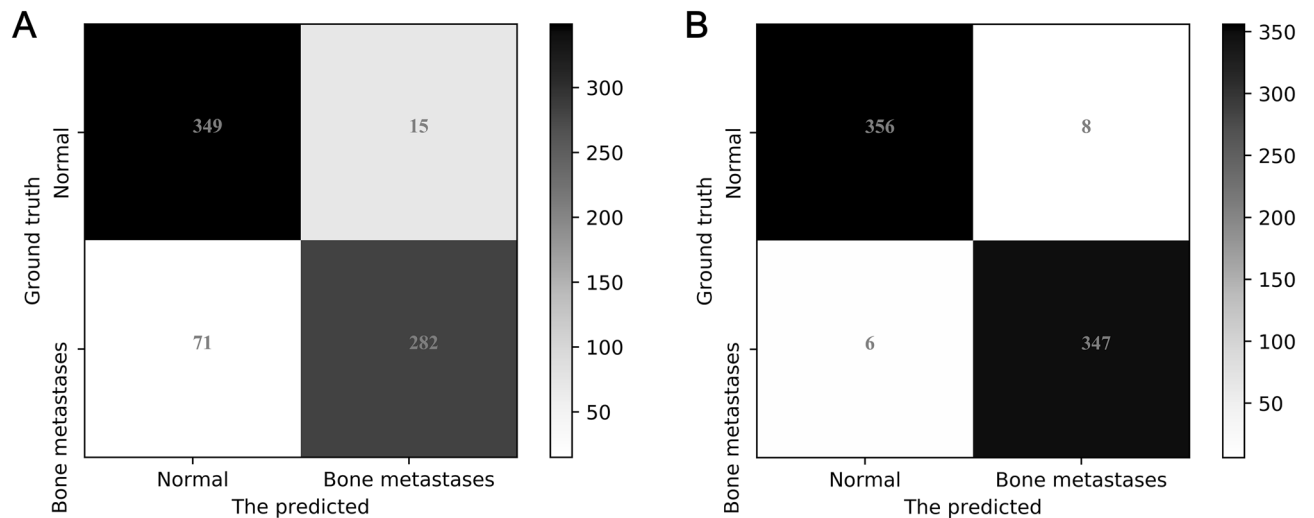 A
Ground truth
Normal
Bone metastases
349
15
71
282
Normal
Bone metastases
The predicted
300
250
200
150
100
50
B
Ground truth
Normal
Bone metastases
356
8
6
347
Normal
Bone metastases
The predicted
350
300
250
200
150
100
50